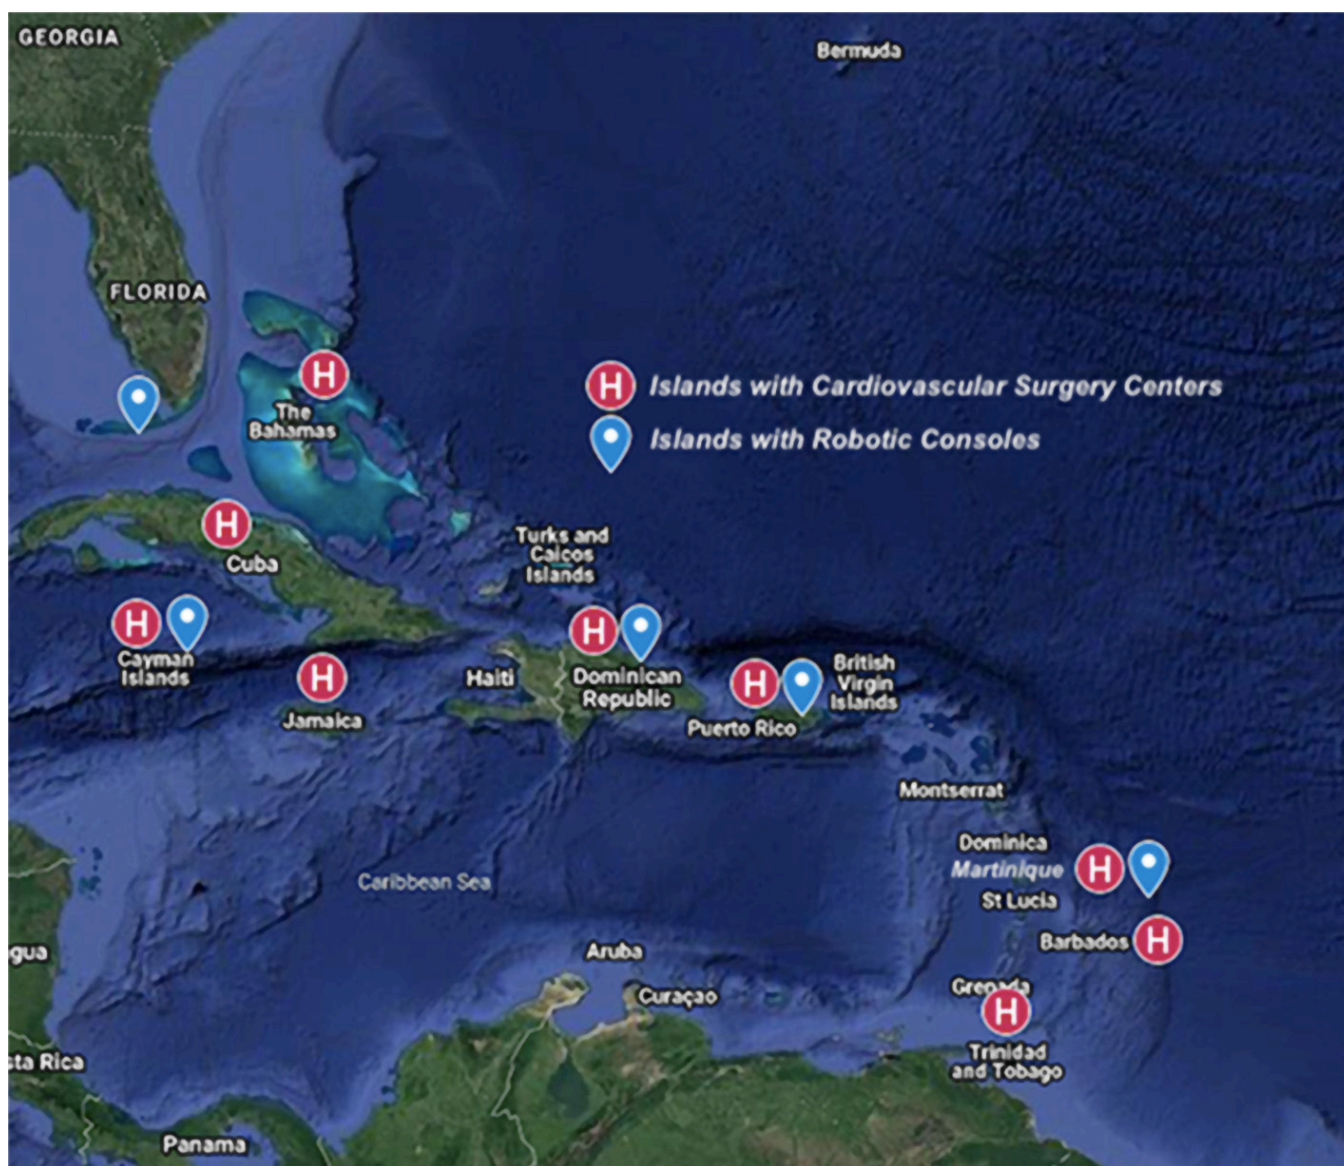 GEORGIA
Bermuda
FLORIDA
H
The
Bahamas
H Islands with Cardiovascular Surgery Centers
Islands with Robotic Consoles
H
Cuba
Turks and
Caicos
Islands
H
Cayman
Islands
H
Jamaica
Haiti
H
Dominican
Republic
H
Puerto Rico
British
Virgin
Islands
Montserrat
Dominica
Martinique H
St Lucia
Caribbean Sea
Barbados H
gua
Aruba
Curaçao
Grenada
H
Trinidad
and Tobago
sta Rica
Panama